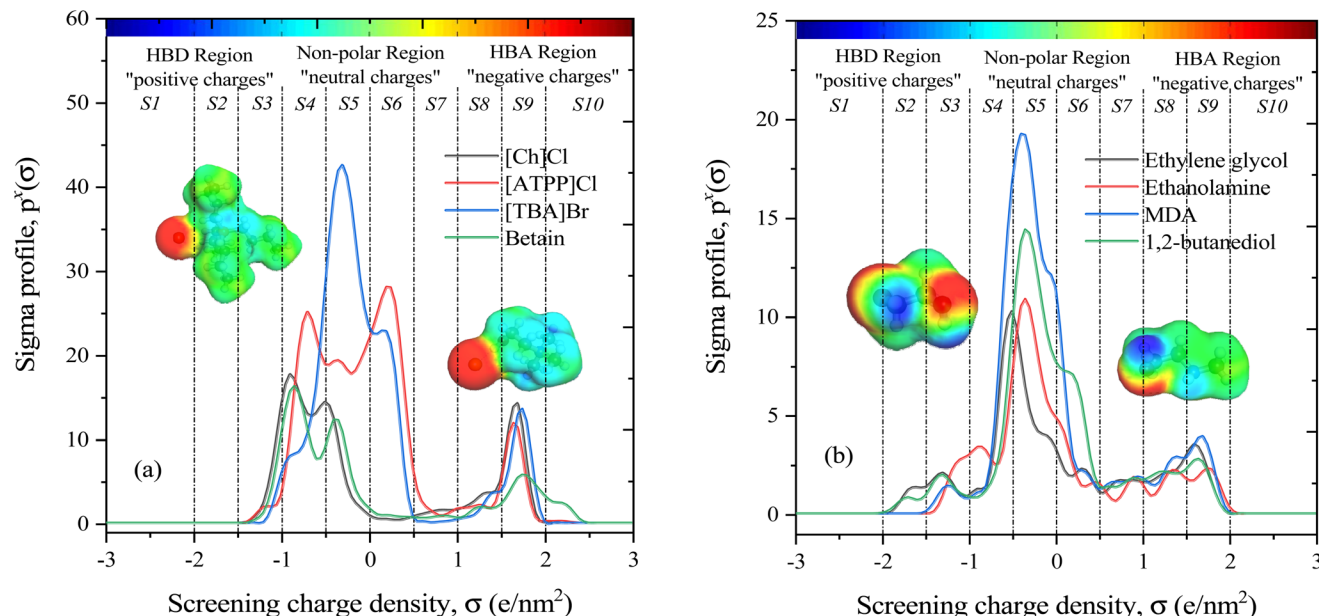 60
50
40
30
20
10
0
Sigma profile, pˣ(σ)
HBD Region
"positive charges"
Non-polar Region
"neutral charges"
HBA Region
"negative charges"
S1 S2 S3 S4 S5 S6 S7 S8 S9 S10
[Ch]Cl
[ATPP]Cl
[TBA]Br
Betain
(a)
-3 -2 -1 0 1 2 3
Screening charge density, σ (e/nm²)
25
20
15
10
5
0
Sigma profile, pˣ(σ)
HBD Region
"positive charges"
Non-polar Region
"neutral charges"
HBA Region
"negative charges"
S1 S2 S3 S4 S5 S6 S7 S8 S9 S10
Ethylene glycol
Ethanolamine
MDA
1,2-butanediol
(b)
-3 -2 -1 0 1 2 3
Screening charge density, σ (e/nm²)